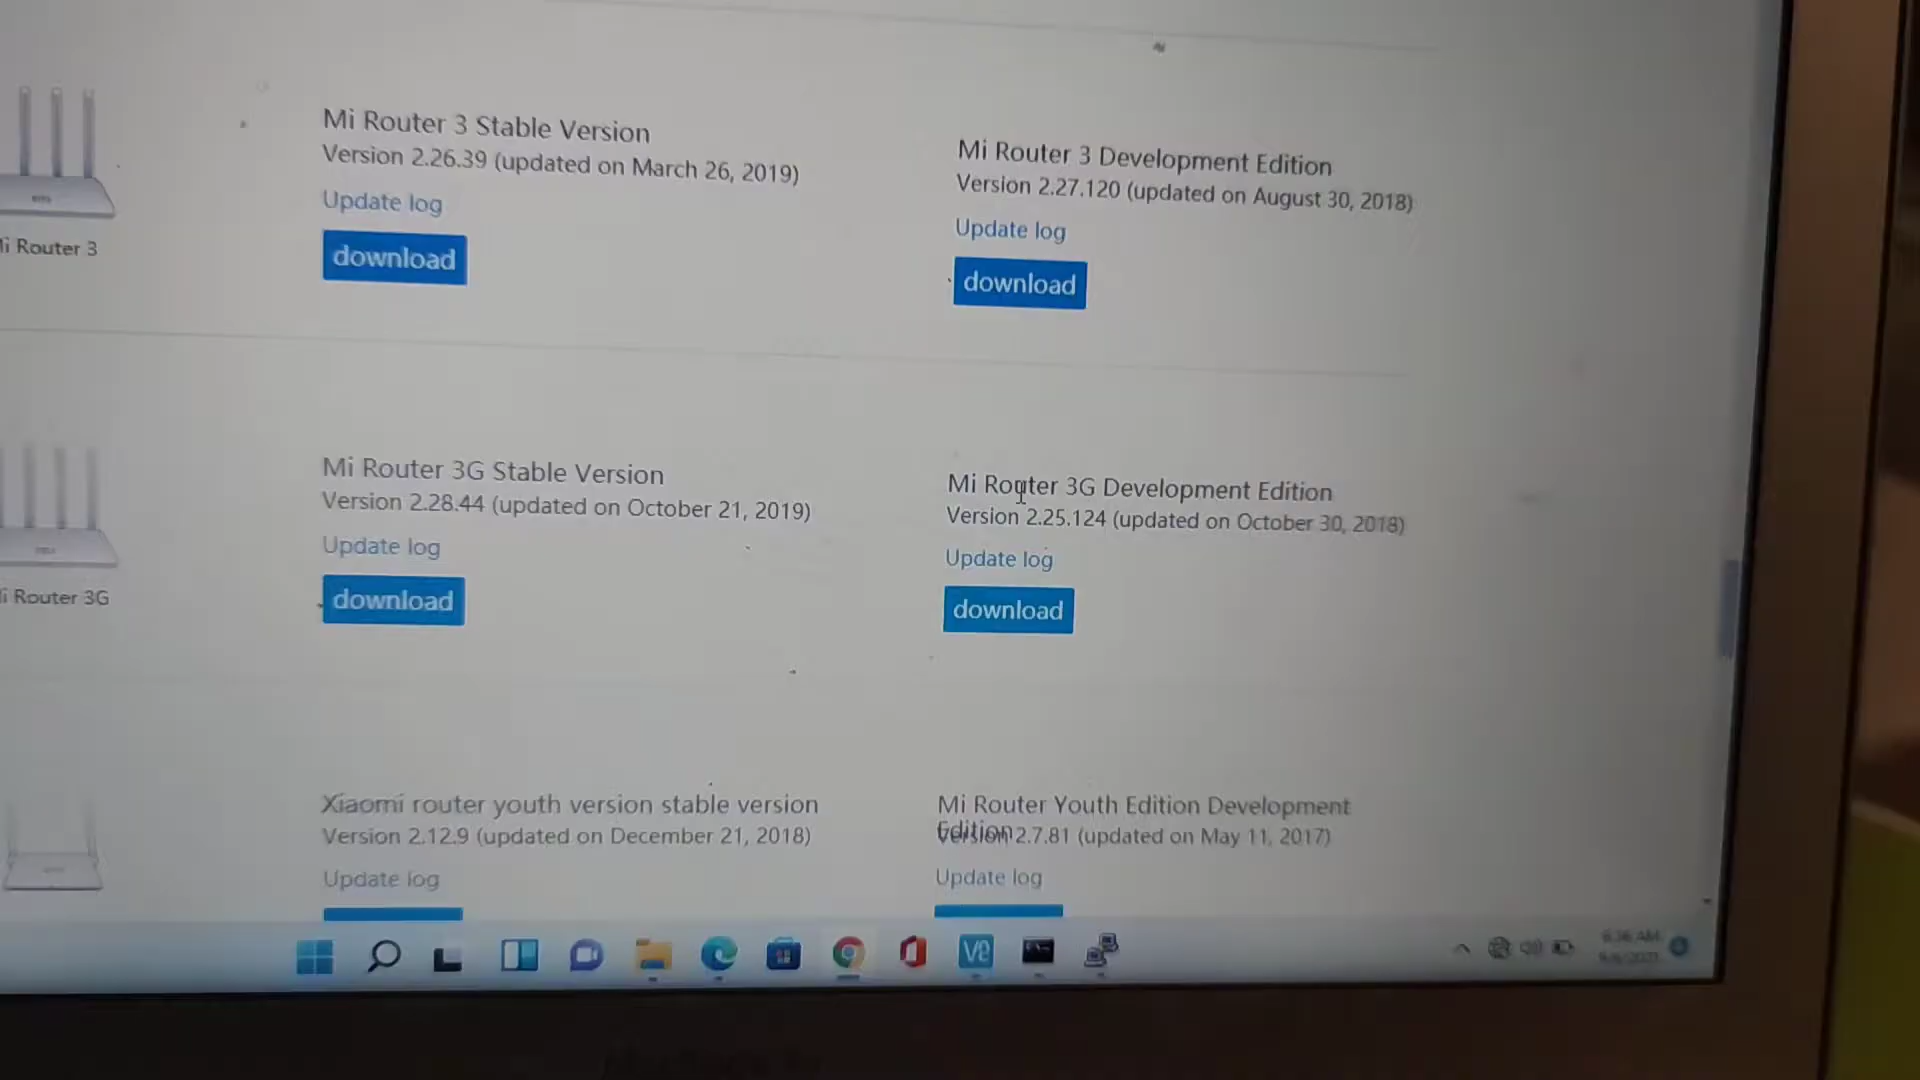 Mi Router 3 Stable Version
Version 2.26.39 (updated on March 26, 2019)
Update log
download
Mi Router 3 Development Edition
Version 2.27.120 (updated on August 30, 2018)
Update log
download
i Router 3
Mi Router 3G Stable Version
Version 2.28.44 (updated on October 21, 2019)
Update log
download
Mi Router 3G Development Edition
Version 2.25.124 (updated on October 30, 2018)
Update log
download
i Router 3G
Xiaomi router youth version stable version
Version 2.12.9 (updated on December 21, 2018)
Update log
Mi Router Youth Edition Development
Edition
Version 2.7.81 (updated on May 11, 2017)
Update log
6:36 AM